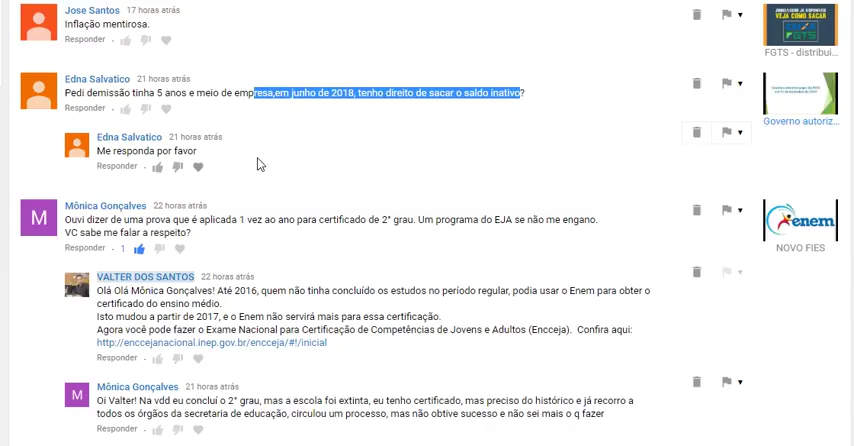 Jose Santos 17 horas atrás
Inflação mentirosa.
Responder
VEJA COMO SACAR
FGTS
FGTS - distribui...
Edna Salvatico 21 horas atrás
Pedi demissão tinha 5 anos e meio de empresa,em junho de 2018, tenho direito de sacar o saldo inativo?
Responder
Governo autoriz...
Edna Salvatico 21 horas atrás
Me responda por favor
Responder
M
Mônica Gonçalves 22 horas atrás
Ouvi dizer de uma prova que é aplicada 1 vez ao ano para certificado de 2° grau. Um programa do EJA se não me engano.
VC sabe me falar a respeito?
Responder · 1
enem
NOVO FIES
VALTER DOS SANTOS 22 horas atrás
Olá Olá Mônica Gonçalves! Até 2016, quem não tinha concluído os estudos no período regular, podia usar o Enem para obter o
certificado do ensino médio.
Isto mudou a partir de 2017, e o Enem não servirá mais para essa certificação.
Agora você pode fazer o Exame Nacional para Certificação de Competências de Jovens e Adultos (Encceja). Confira aqui:
http://enccejanacional.inep.gov.br/encceja/#!/inicial
Responder
M
Mônica Gonçalves 21 horas atrás
Oi Valter! Na vdd eu concluí o 2° grau, mas a escola foi extinta, eu tenho certificado, mas preciso do histórico e já recorro a
todos os órgãos da secretaria de educação, circulou um processo, mas não obtive sucesso e não sei mais o q fazer
Responder